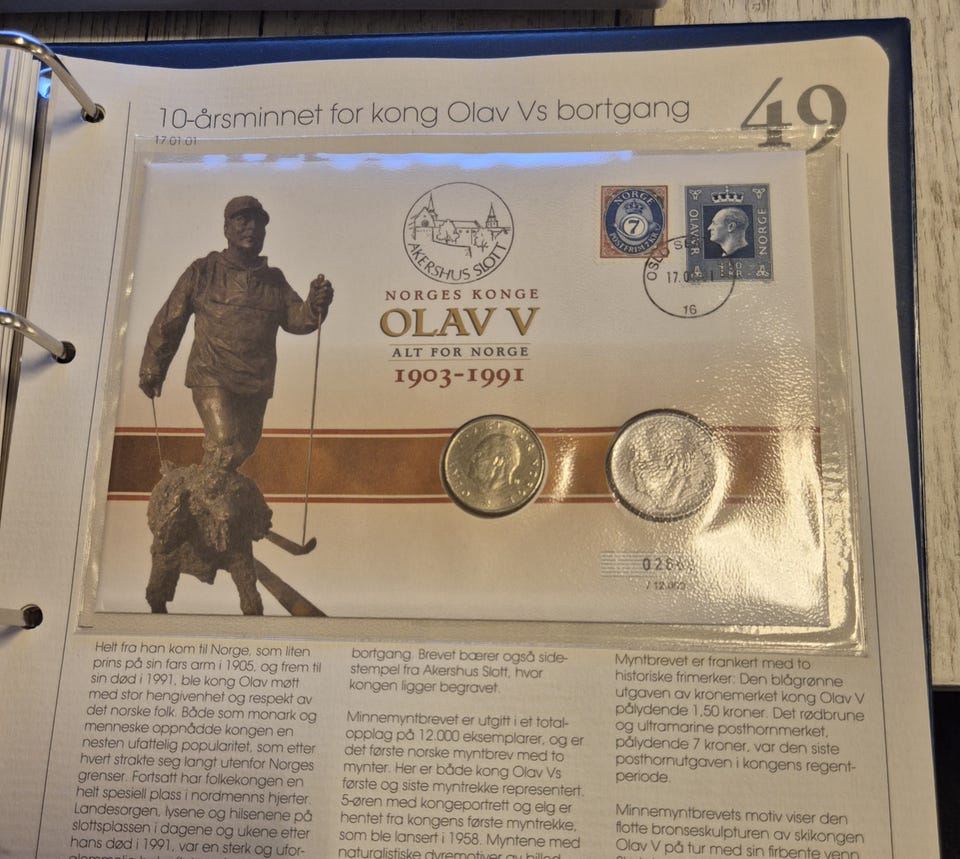 10-årsminnet for kong Olav Vs bortgang
49
17.01.01
AKERSHUS SLOTT
NORGES KONGE
OLAV V
ALT FOR NORGE
1903-1991
NORGE
7
POSTFRIMERKE
OLAV V
NORGE
OSLO
16
/ 12.000
Helt fra han kom til Norge, som liten
prins på sin fars arm i 1905, og frem til
sin død i 1991, ble kong Olav møtt
med stor hengivenhet og respekt av
det norske folk. Både som monark og
menneske oppnådde kongen en
nesten ufattelig popularitet, som etter
hvert strakte seg langt utenfor Norges
grenser. Fortsatt har folkekongen en
helt spesiell plass i nordmenns hjerter.
Landesorgen, lysene og hilsenene på
slottsplassen i dagene og ukene etter
hans død i 1991, var en sterk og ufor-
bortgang. Brevet bærer også side-
stempel fra Akershus Slott, hvor
kongen ligger begravet.
Minnemyntbrevet er utgitt i et total-
opplag på 12.000 eksemplarer, og er
det første norske myntbrev med to
mynter. Her er både kong Olav Vs
første og siste myntrekke representert.
5-øren med kongeportrett og elg er
hentet fra kongens første myntrekke,
som ble lansert i 1958. Myntene med
naturalistiske dyremotiver av billed-
Myntbrevet er frankert med to
historiske frimerker: Den blågrønne
utgaven av kronemerket kong Olav V
pålydende 1,50 kroner. Det rødbrune
og ultramarine posthornmerket,
pålydende 7 kroner, var den siste
posthornutgaven i kongens regent-
periode.
Minnemyntbrevets motiv viser den
flotte bronseskulpturen av skikongen
Olav V på tur med sin firbente venn